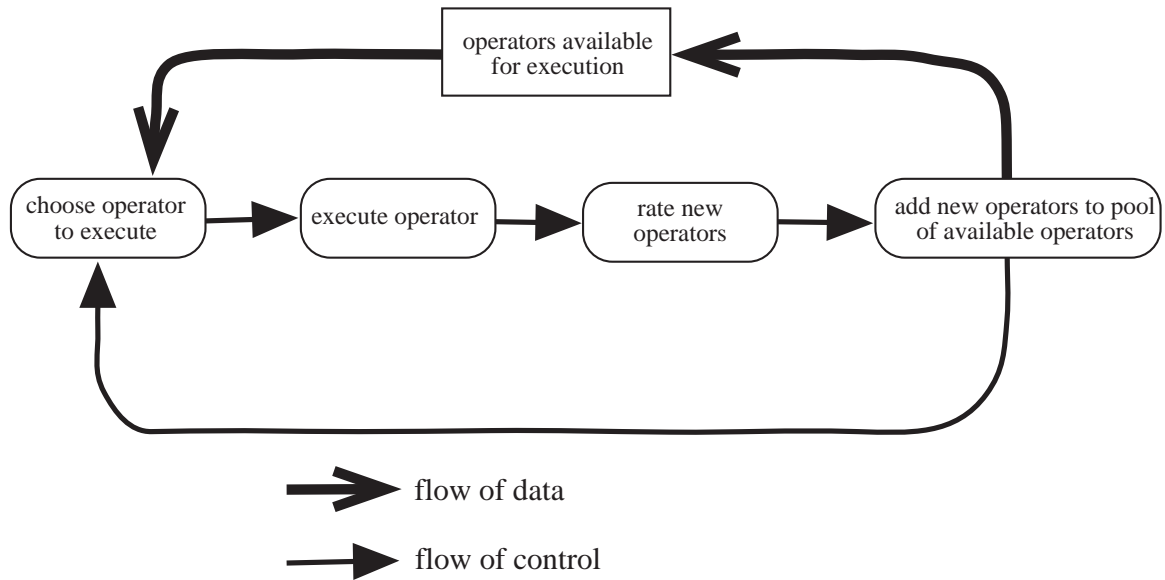 operators available
for execution
choose operator
to execute
execute operator
rate new
operators
add new operators to pool
of available operators
flow of data
flow of control